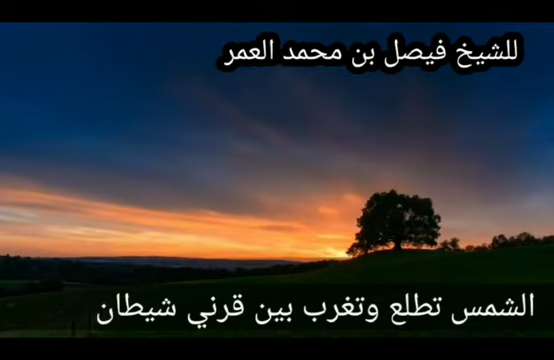 للشيخ فيصل بن محمد العمر
الشمس تطلع وتغرب بين قرني شيطان